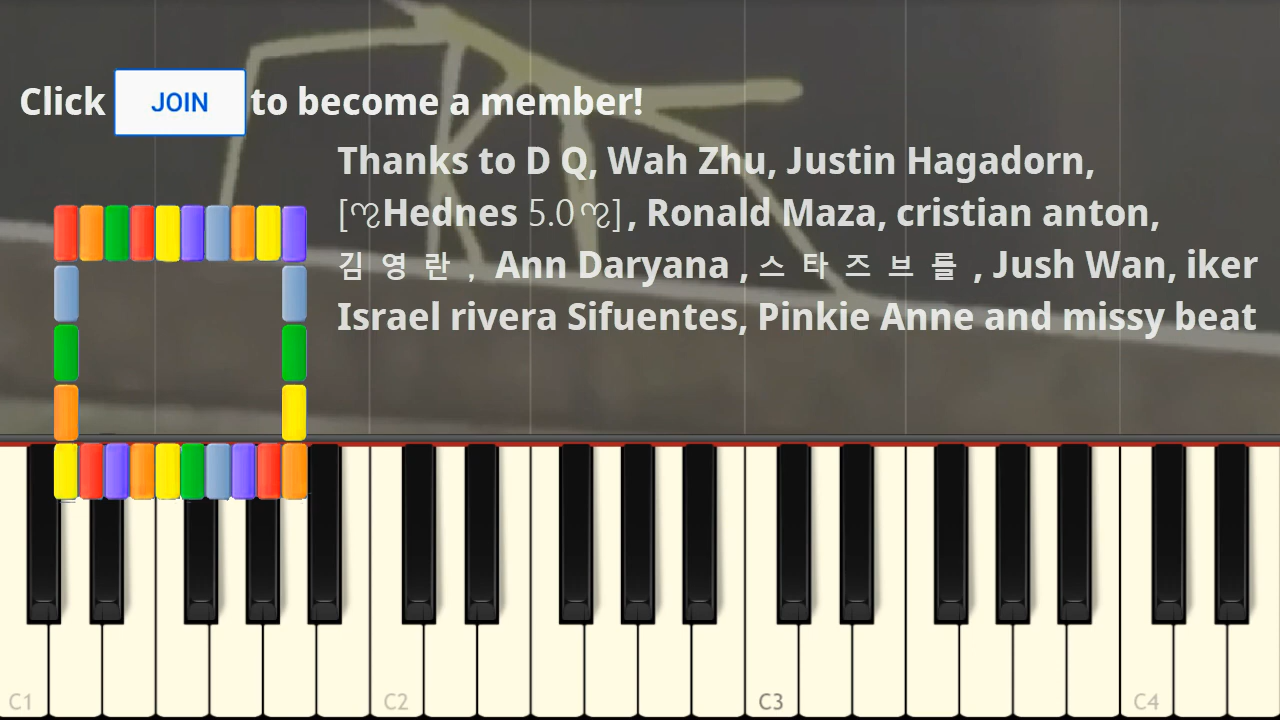 Click JOIN to become a member!
Thanks to D Q, Wah Zhu, Justin Hagadorn,
[ꯁHednes 5.0ꯁ], Ronald Maza, cristian anton,
김 영 란 , Ann Daryana , 스 타 즈 브 를 , Jush Wan, iker
Israel rivera Sifuentes, Pinkie Anne and missy beat
C1 C2 C3 C4